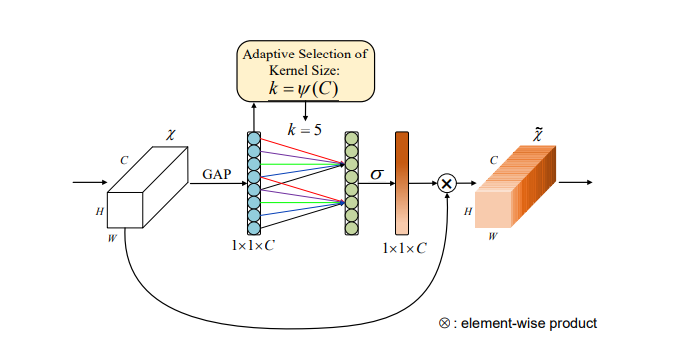 Adaptive Selection of
Kernel Size:
k = ψ(C)
χ
k = 5
χ̃
C
GAP
σ
C
H
W
1×1×C
1×1×C
H
W
⊗ : element-wise product